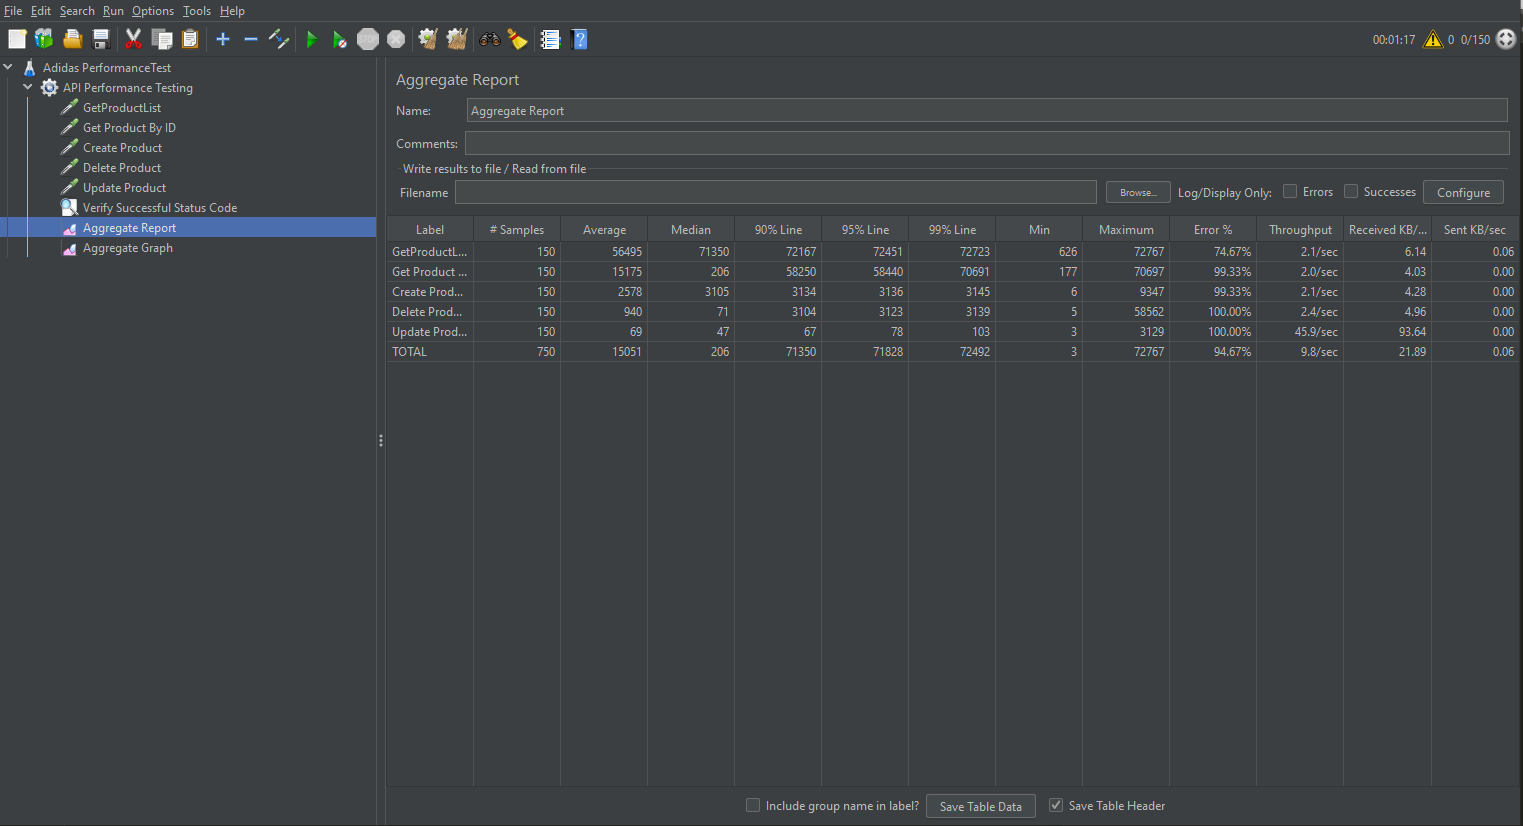 File Edit Search Run Options Tools Help
00:01:17 0 0/150
Adidas PerformanceTest
API Performance Testing
GetProductList
Get Product By ID
Create Product
Delete Product
Update Product
Verify Successful Status Code
Aggregate Report
Aggregate Graph
Aggregate Report
Name: Aggregate Report
Comments:
Write results to file / Read from file
Filename Browse... Log/Display Only: Errors Successes Configure
Label # Samples Average Median 90% Line 95% Line 99% Line Min Maximum Error % Throughput Received KB/... Sent KB/sec
GetProductL... 150 56495 71350 72167 72451 72723 626 72767 74.67% 2.1/sec 6.14 0.06
Get Product ... 150 15175 206 58250 58440 70691 177 70697 99.33% 2.0/sec 4.03 0.00
Create Prod... 150 2578 3105 3134 3136 3145 6 9347 99.33% 2.1/sec 4.28 0.00
Delete Prod... 150 940 71 3104 3123 3139 5 58562 100.00% 2.4/sec 4.96 0.00
Update Prod... 150 69 47 67 78 103 3 3129 100.00% 45.9/sec 93.64 0.00
TOTAL 750 15051 206 71350 71828 72492 3 72767 94.67% 9.8/sec 21.89 0.06
Include group name in label? Save Table Data Save Table Header